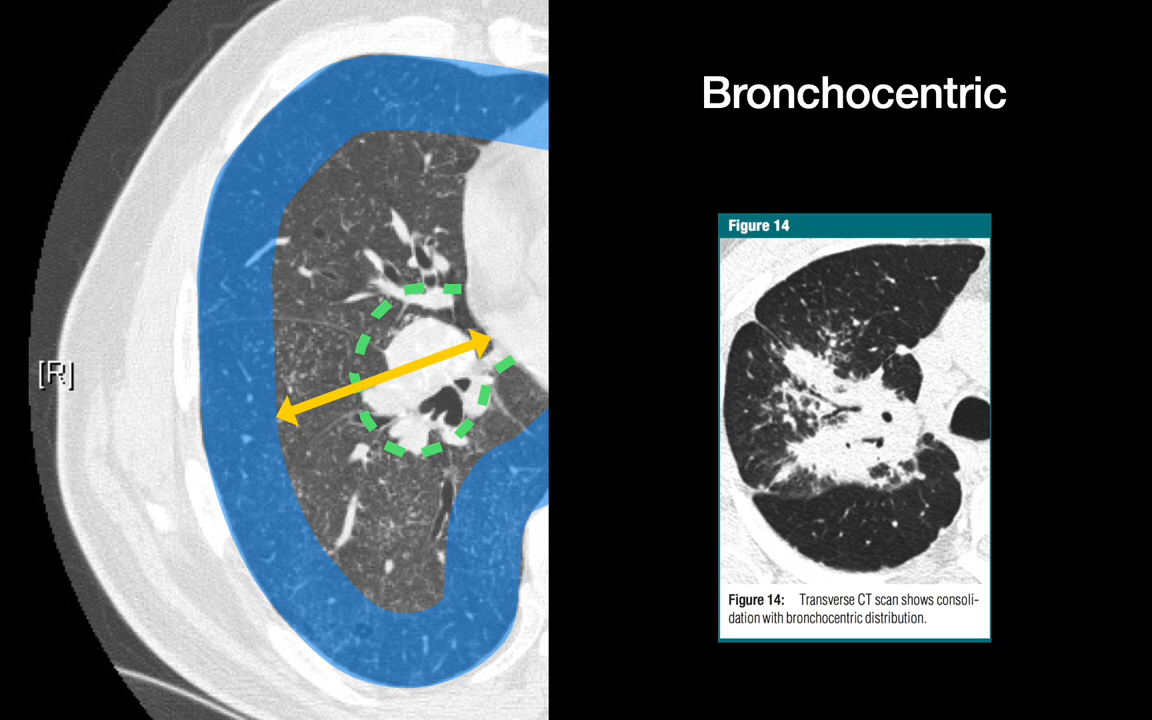 [R]
Bronchocentric
Figure 14
Figure 14: Transverse CT scan shows consoli-
dation with bronchocentric distribution.